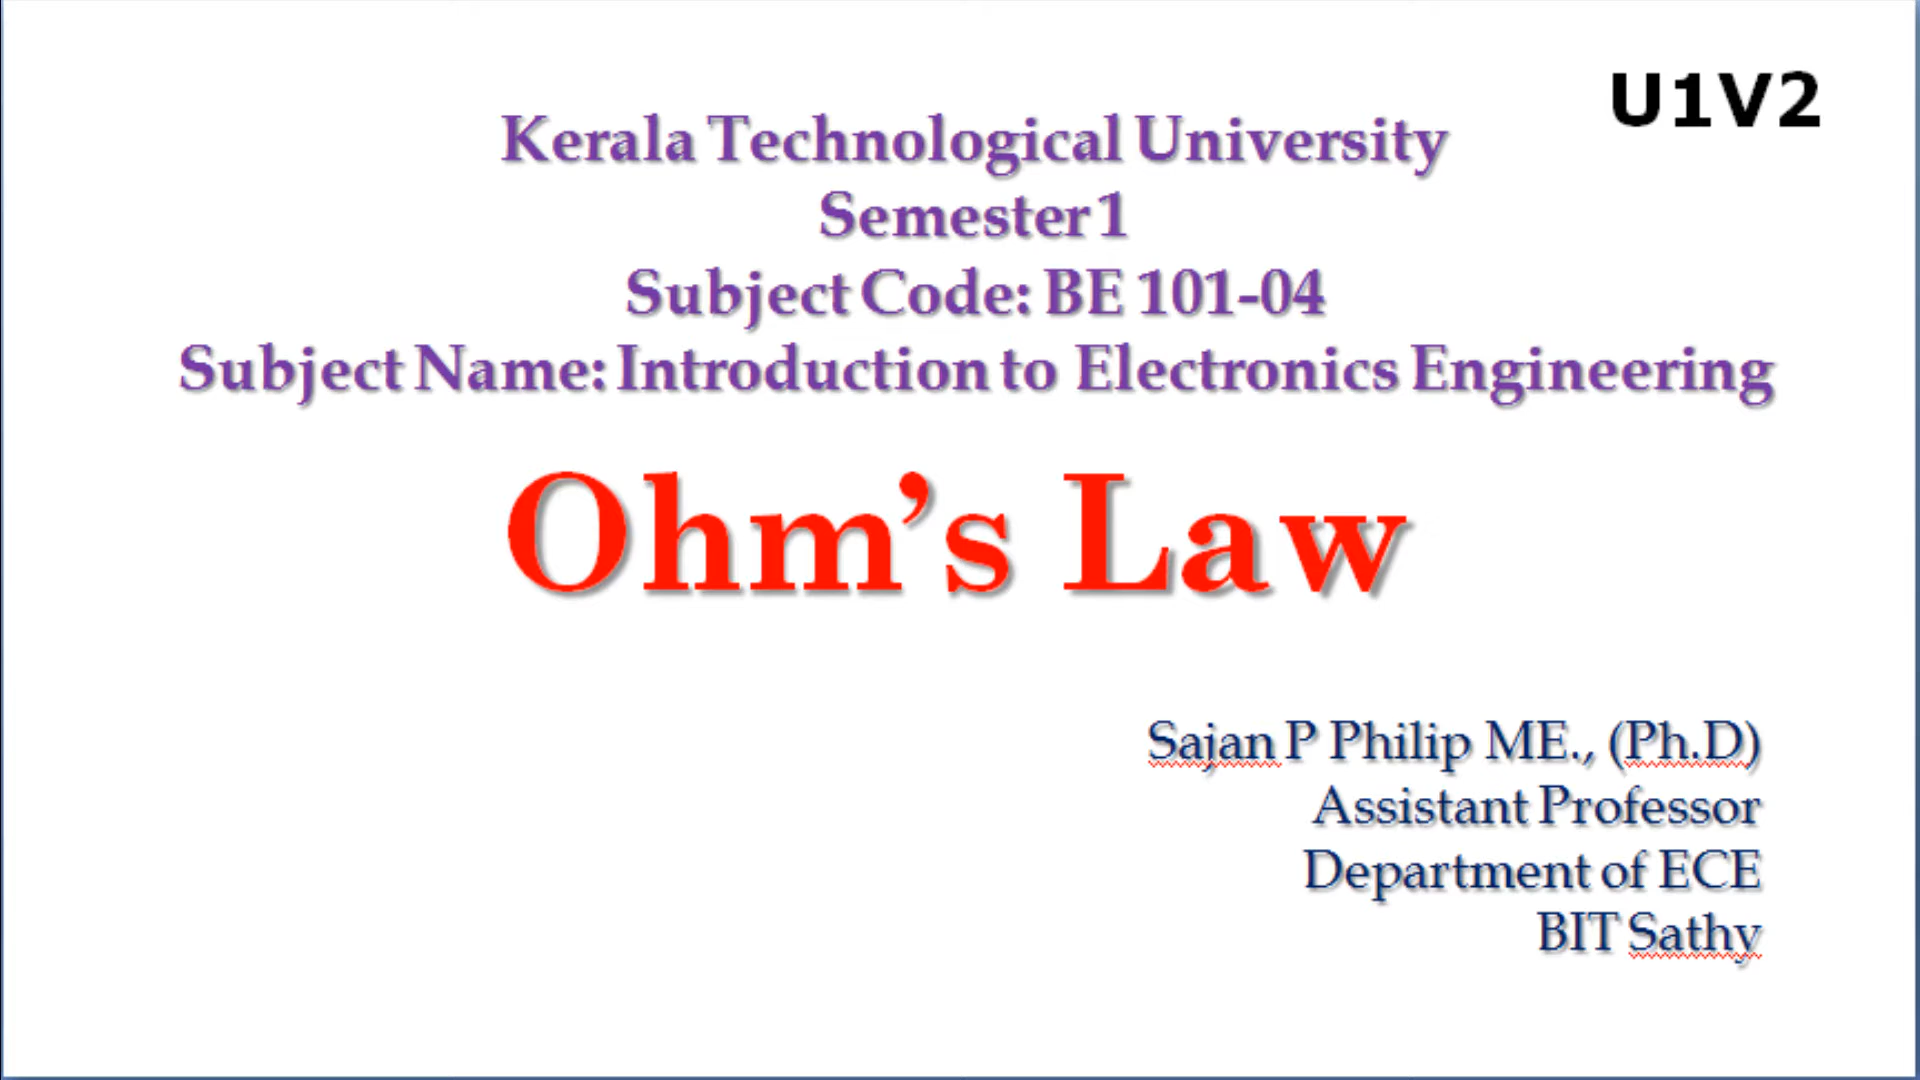 U1V2
Kerala Technological University
Semester 1
Subject Code: BE 101-04
Subject Name: Introduction to Electronics Engineering
Ohm’s Law
Sajan P Philip ME., (Ph.D)
Assistant Professor
Department of ECE
BIT Sathy